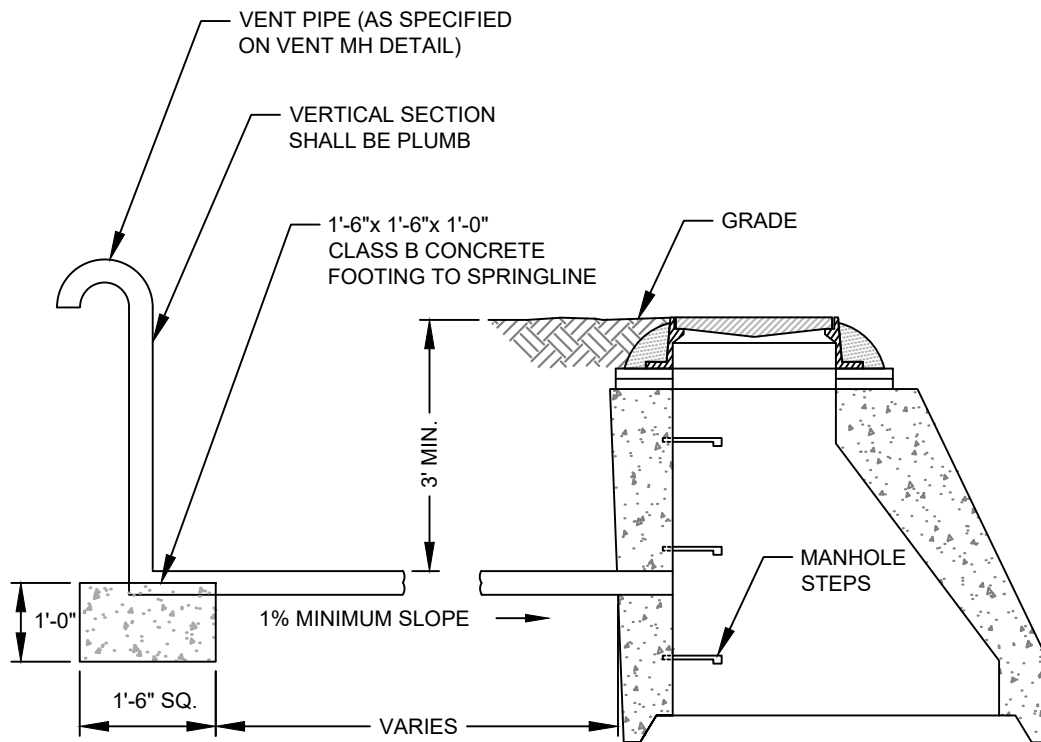 VENT PIPE (AS SPECIFIED
ON VENT MH DETAIL)
VERTICAL SECTION
SHALL BE PLUMB
1'-6"x 1'-6"x 1'-0"
CLASS B CONCRETE
FOOTING TO SPRINGLINE
GRADE
3' MIN.
MANHOLE
STEPS
1'-0"
1% MINIMUM SLOPE
1'-6" SQ.
VARIES